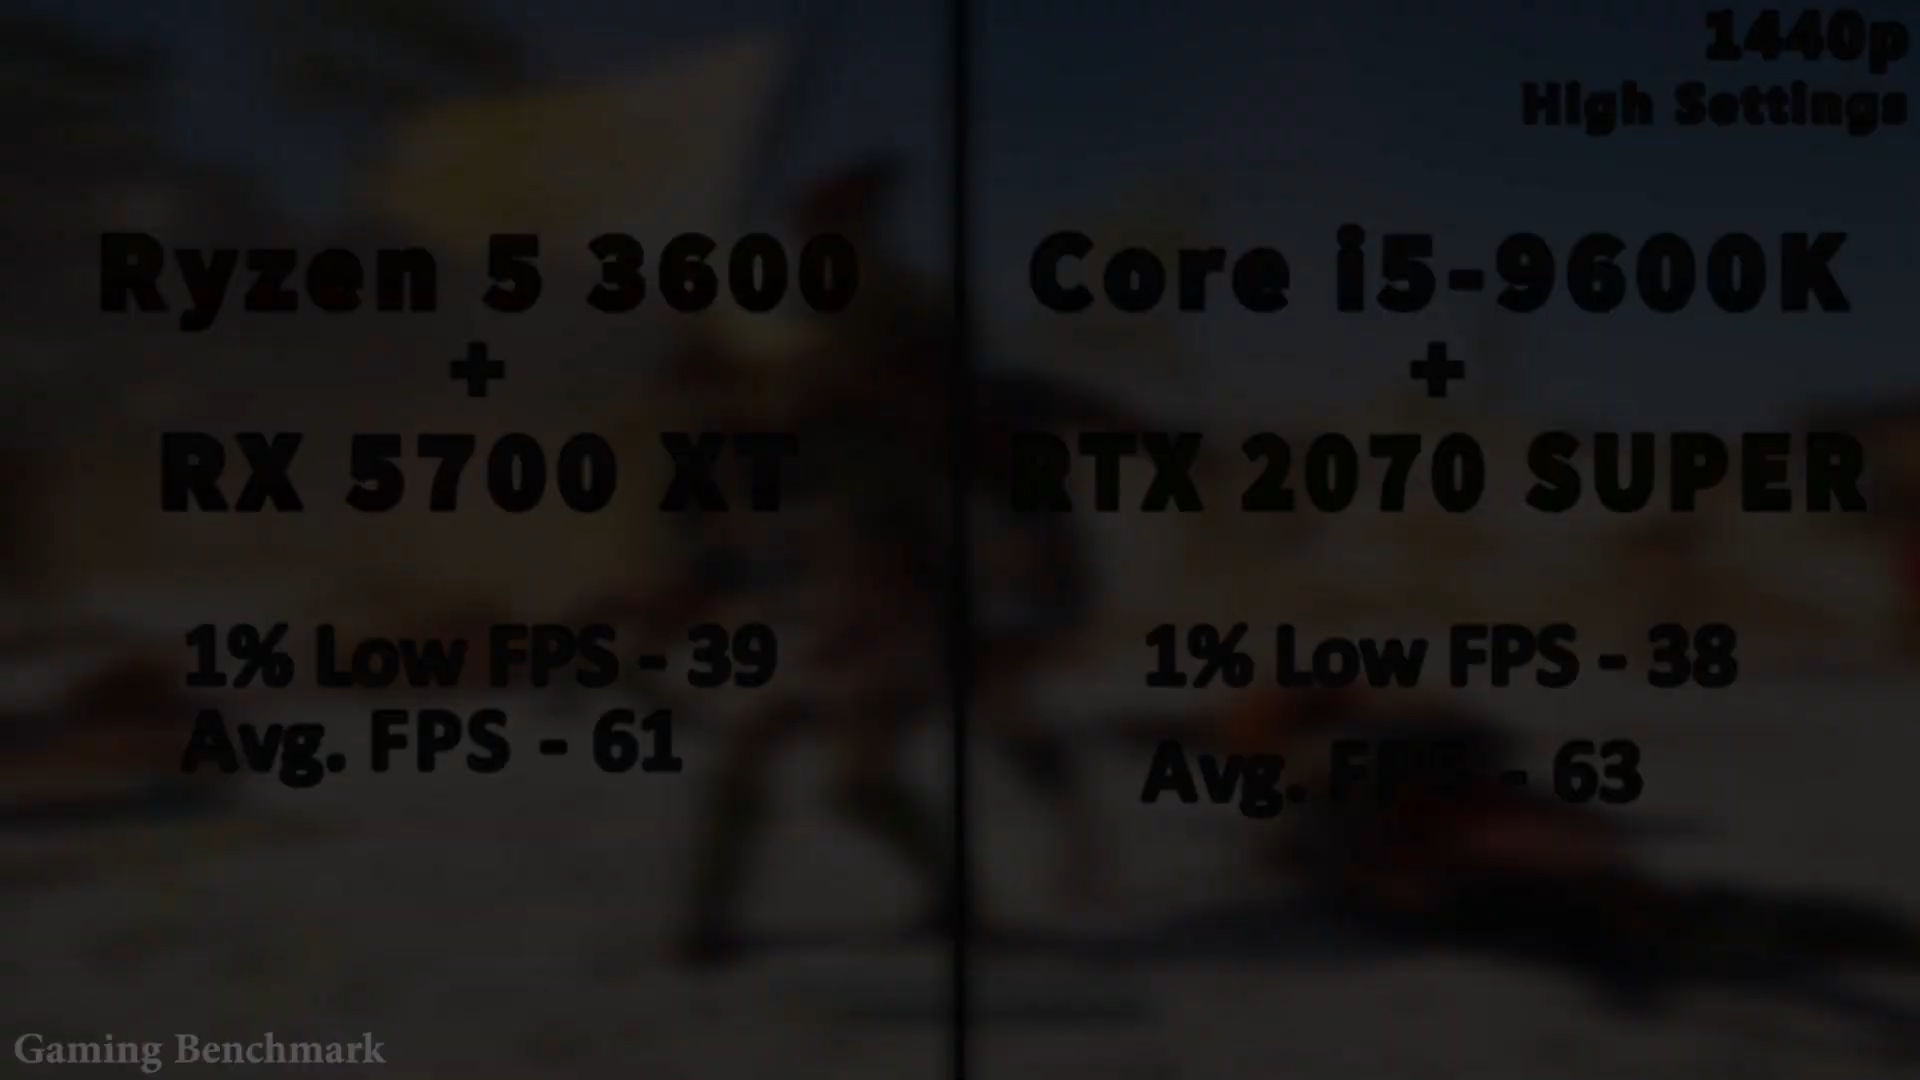 1440p
High Settings
Ryzen 5 3600
+
RX 5700 XT
1% Low FPS - 39
Avg. FPS - 61
Core i5-9600K
+
RTX 2070 SUPER
1% Low FPS - 38
Avg. FPS - 63
Gaming Benchmark